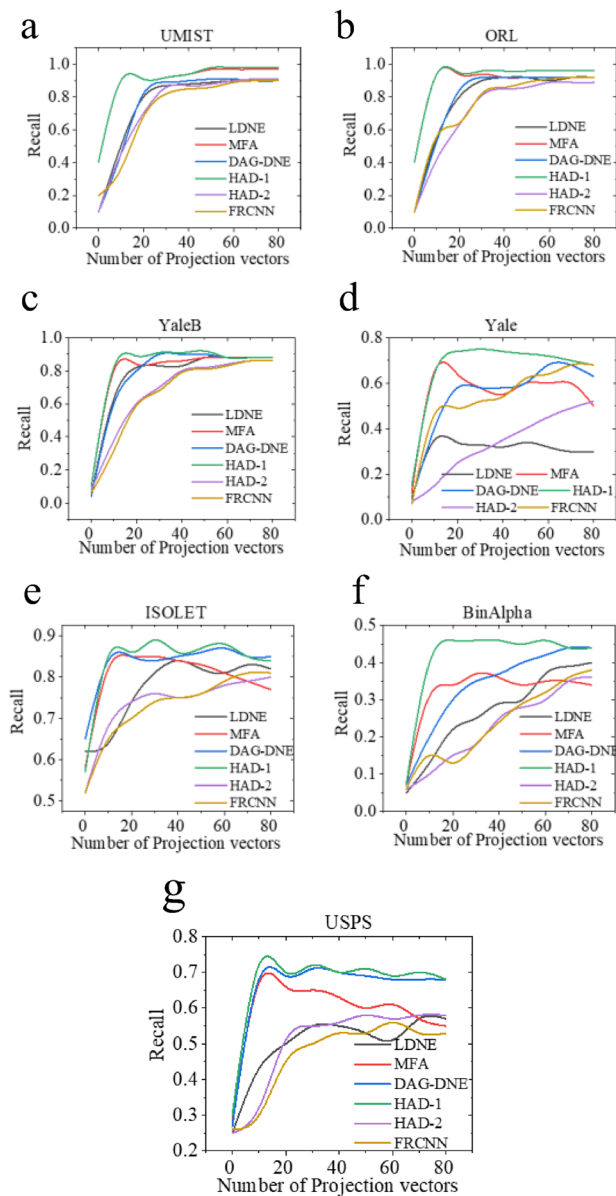 a
UMIST
1.0
0.8
0.6
0.4
0.2
0.0
Recall
LDNE
MFA
DAG-DNE
HAD-1
HAD-2
FRCNN
0 20 40 60 80
Number of Projection vectors
b
ORL
1.0
0.8
0.6
0.4
0.2
0.0
Recall
LDNE
MFA
DAG-DNE
HAD-1
HAD-2
FRCNN
0 20 40 60 80
Number of Projection vectors
c
YaleB
1.0
0.8
0.6
0.4
0.2
0.0
Recall
LDNE
MFA
DAG-DNE
HAD-1
HAD-2
FRCNN
0 20 40 60 80
Number of Projection vectors
d
Yale
0.8
0.6
0.4
0.2
0.0
Recall
LDNE MFA
DAG-DNE HAD-1
HAD-2 FRCNN
0 20 40 60 80
Number of Projection vectors
e
ISOLET
0.9
0.8
0.7
0.6
0.5
Recall
LDNE
MFA
DAG-DNE
HAD-1
HAD-2
FRCNN
0 20 40 60 80
Number of Projection vectors
f
BinAlpha
0.5
0.4
0.3
0.2
0.1
0.0
Recall
LDNE
MFA
DAG-DNE
HAD-1
HAD-2
FRCNN
0 20 40 60 80
Number of Projection vectors
g
USPS
0.8
0.7
0.6
0.5
0.4
0.3
0.2
Recall
LDNE
MFA
DAG-DNE
HAD-1
HAD-2
FRCNN
0 20 40 60 80
Number of Projection vectors